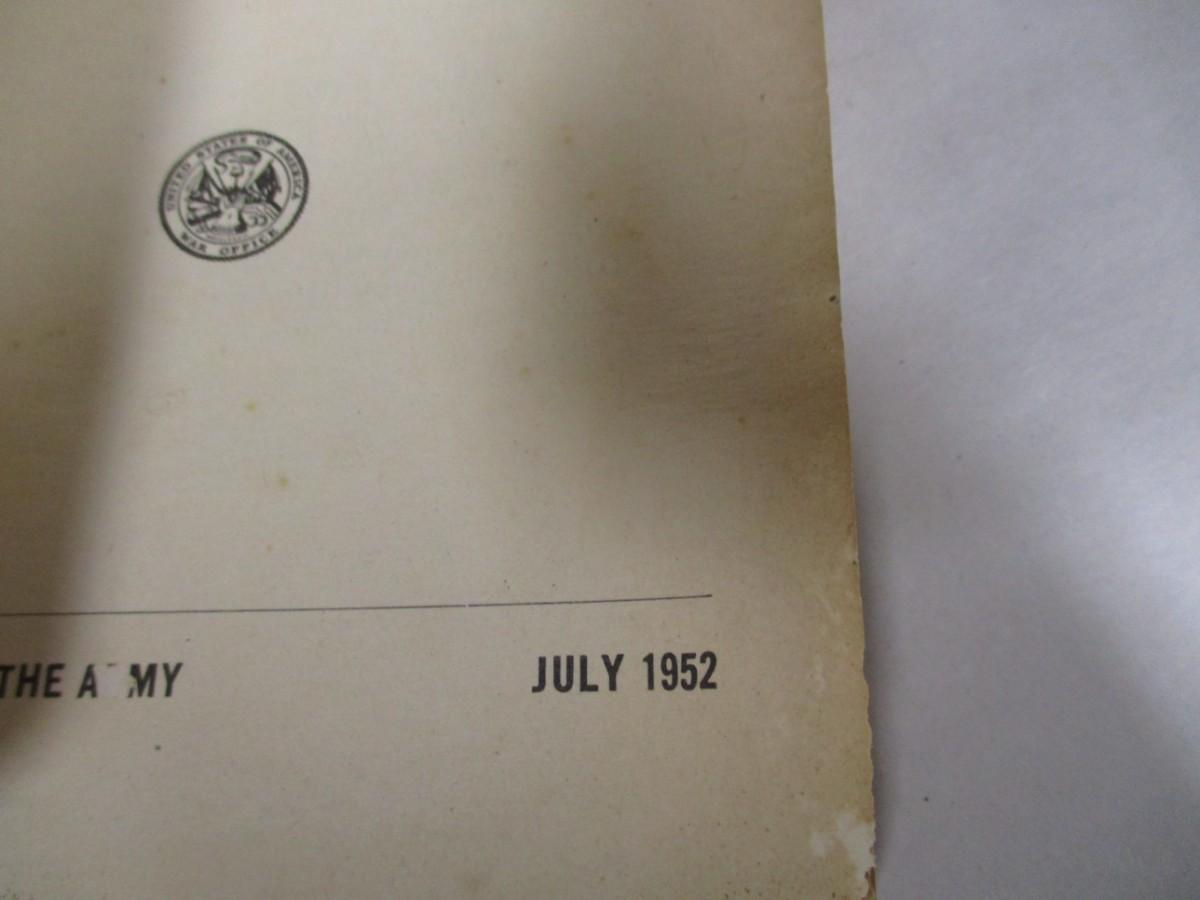 UNITED STATES OF AMERICA
WAR OFFICE
THE A MY
JULY 1952